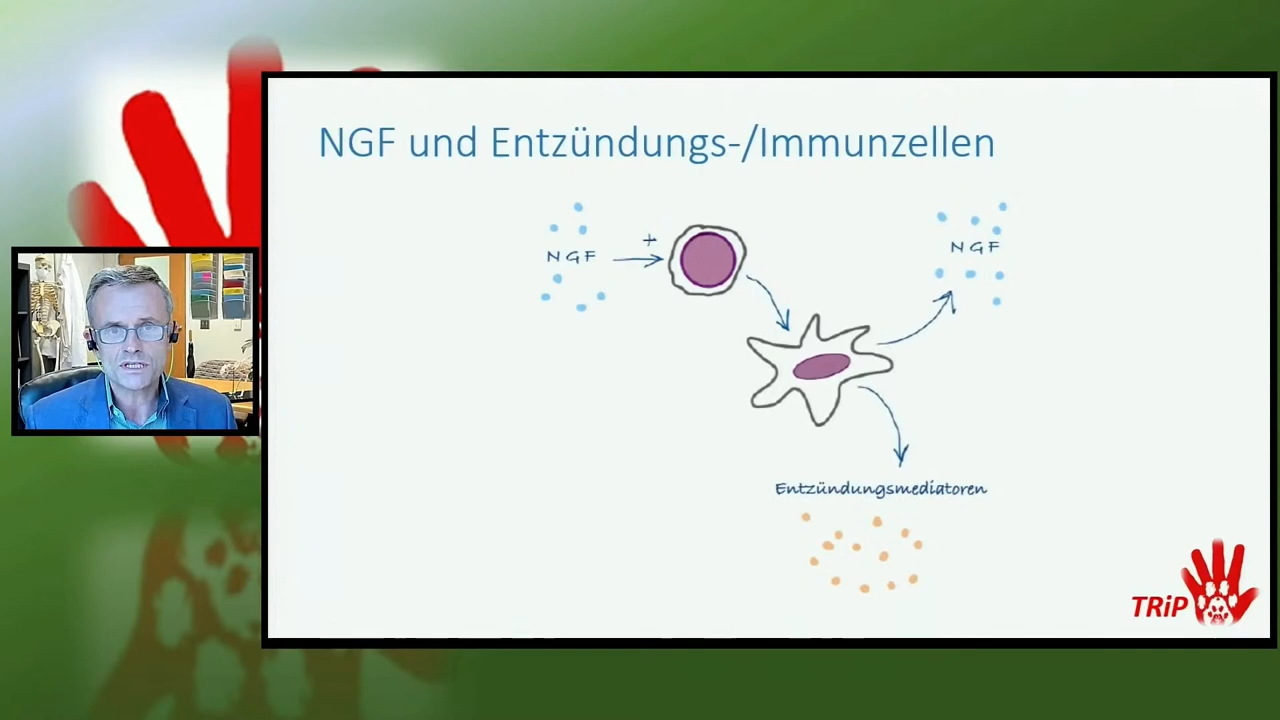 NGF und Entzündungs-/Immunzellen
NGF
+
NGF
Entzündungsmediatoren
TRiP